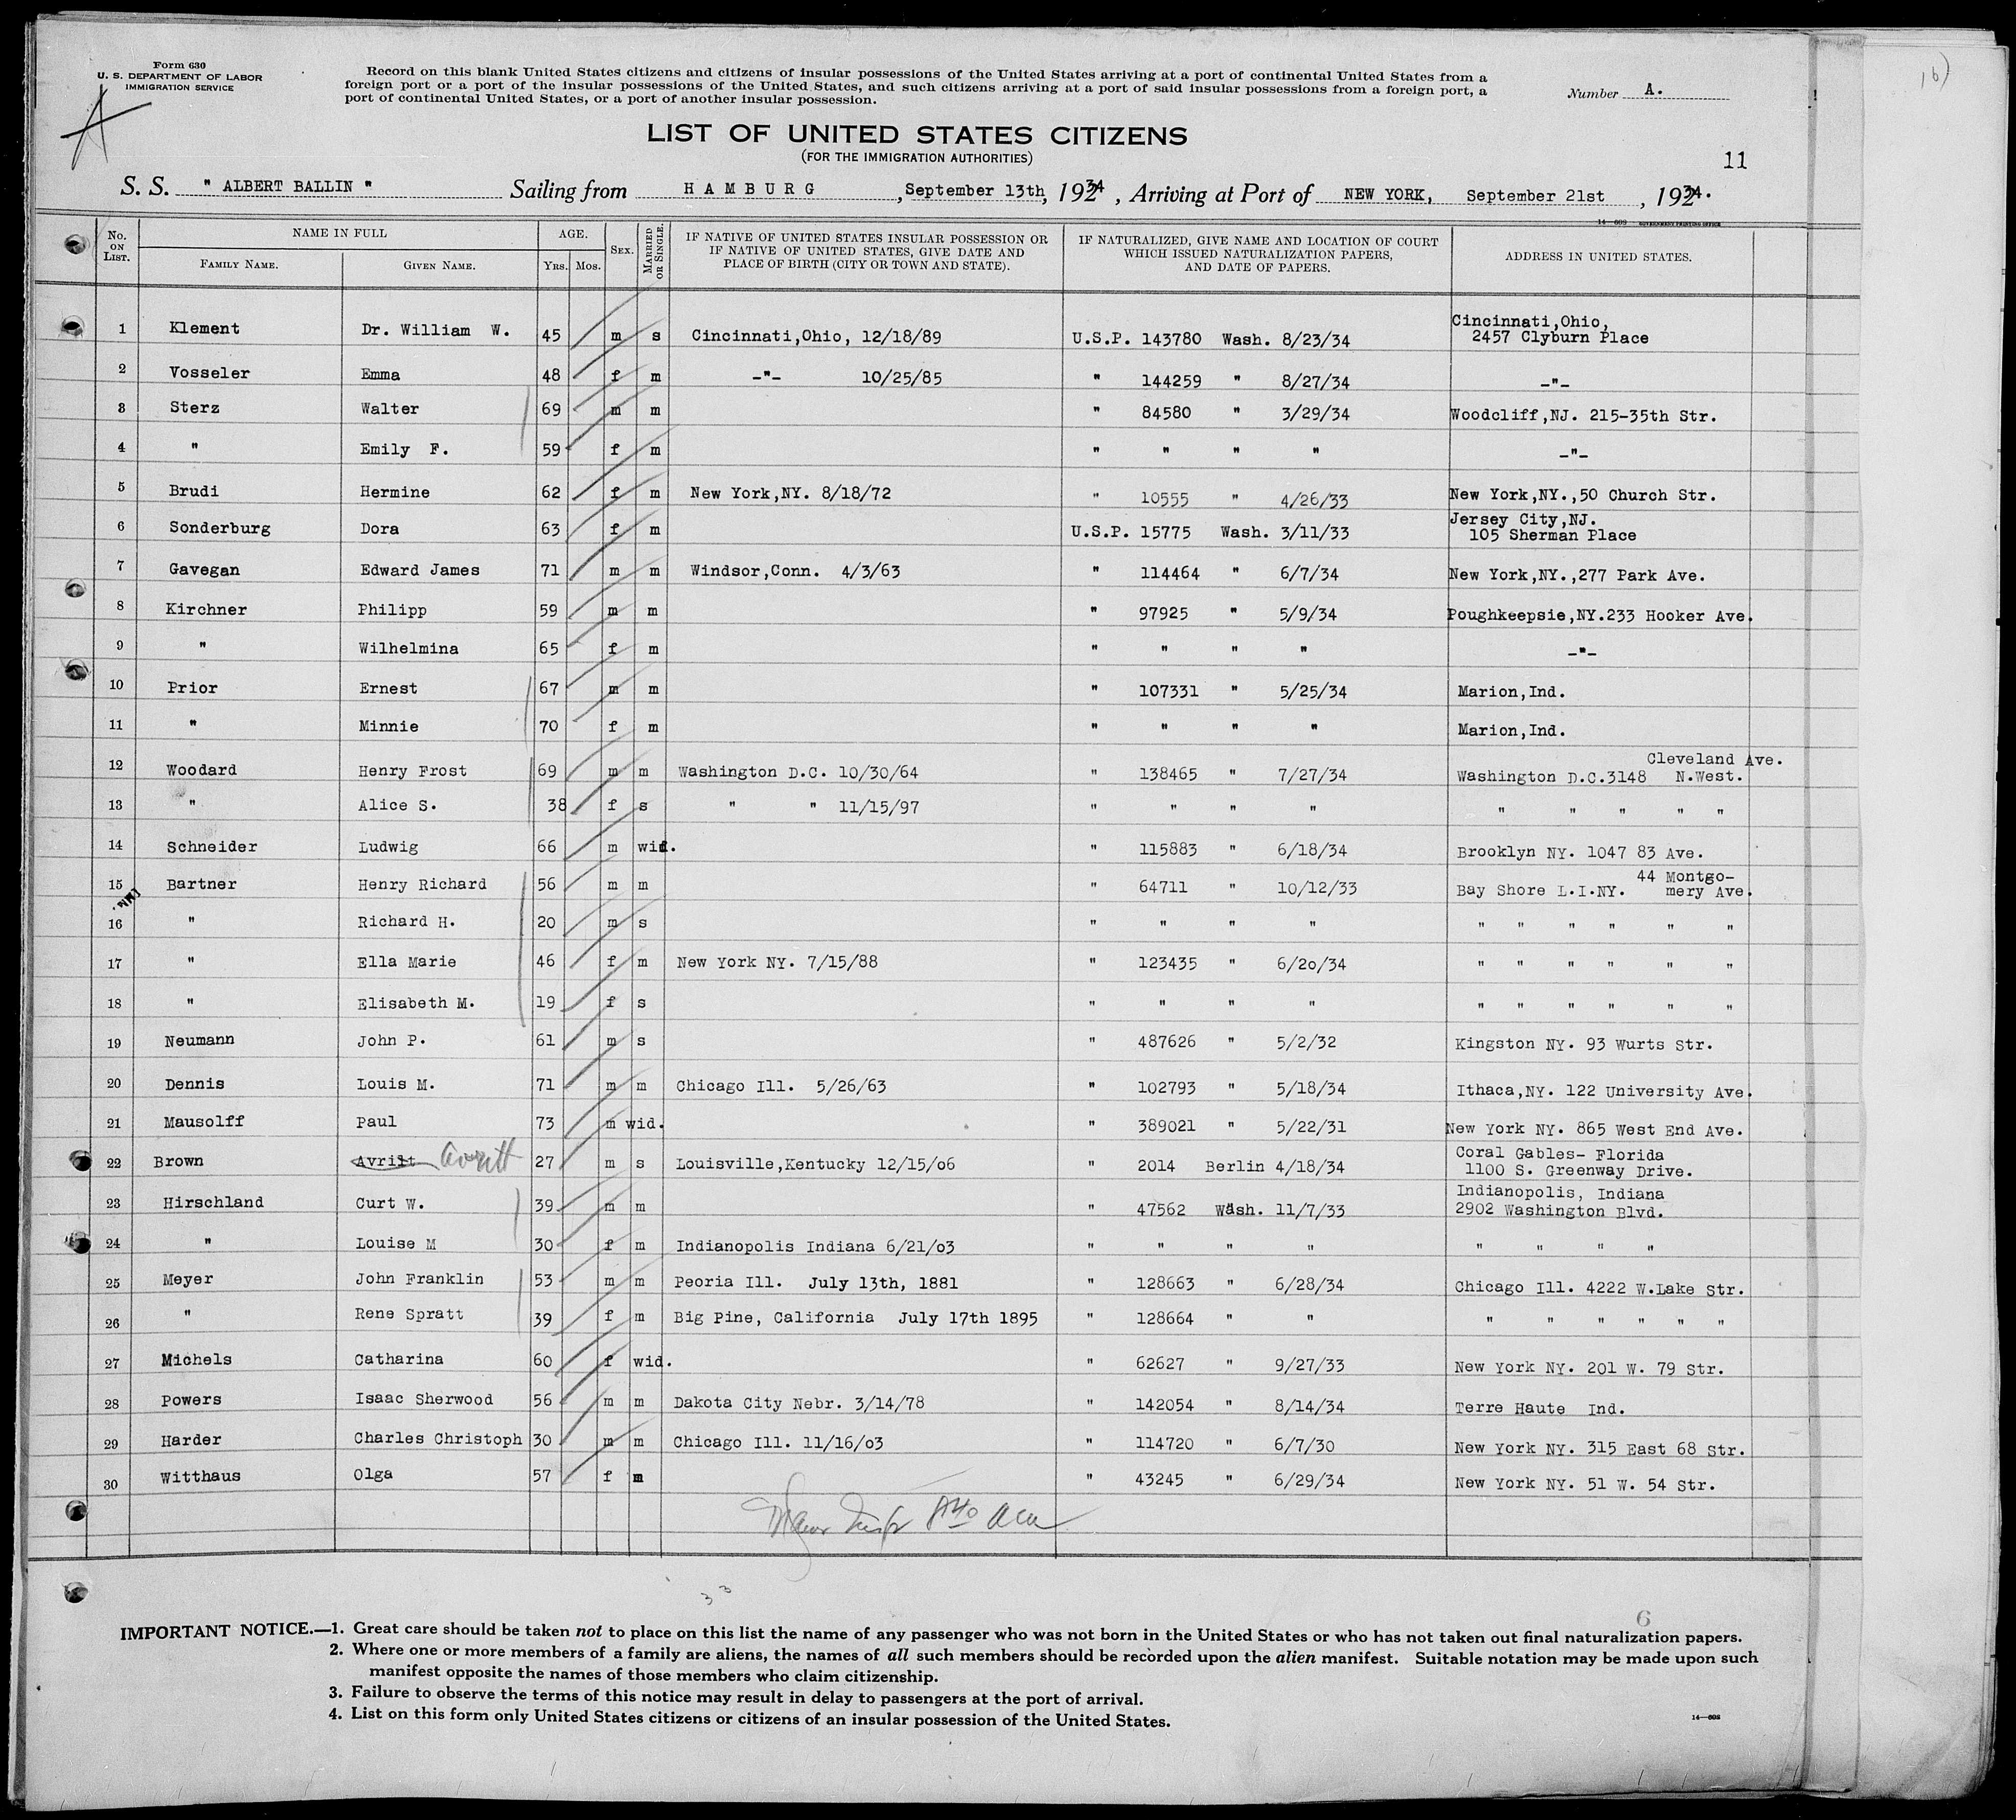 Form 630
U. S. DEPARTMENT OF LABOR
IMMIGRATION SERVICE
Record on this blank United States citizens and citizens of insular possessions of the United States arriving at a port of continental United States from a
foreign port or a port of the insular possessions of the United States, and such citizens arriving at a port of said insular possessions from a foreign port, a
port of continental United States, or a port of another insular possession.
Number A.
A
LIST OF UNITED STATES CITIZENS
(FOR THE IMMIGRATION AUTHORITIES)
11
S. S. " ALBERT BALLIN " Sailing from HAMBURG, September 13th, 1934, Arriving at Port of NEW YORK, September 21st, 1934.
No. ON LIST. NAME IN FULL FAMILY NAME. GIVEN NAME. AGE. YRS. MOS. SEX. MARRIED OR SINGLE. IF NATIVE OF UNITED STATES INSULAR POSSESSION OR IF NATIVE OF UNITED STATES, GIVE DATE AND PLACE OF BIRTH (CITY OR TOWN AND STATE). IF NATURALIZED, GIVE NAME AND LOCATION OF COURT WHICH ISSUED NATURALIZATION PAPERS, AND DATE OF PAPERS. ADDRESS IN UNITED STATES.
1 Klement Dr. William W. 45 m s Cincinnati,Ohio, 12/18/89 U.S.P. 143780 Wash. 8/23/34 Cincinnati,Ohio, 2457 Clyburn Place
2 Vosseler Emma 48 f m -"- 10/25/85 " 144259 " 8/27/34 -"-
3 Sterz Walter 69 m m " 84580 " 3/29/34 Woodcliff,NJ. 215-35th Str.
4 " Emily F. 59 f m " " " " -"-
5 Brudi Hermine 62 f m New York,NY. 8/18/72 " 10555 " 4/26/33 New York,NY.,50 Church Str.
6 Sonderburg Dora 63 f m U.S.P. 15775 Wash. 3/11/33 Jersey City,NJ. 105 Sherman Place
7 Gavegan Edward James 71 m m Windsor,Conn. 4/3/63 " 114464 " 6/7/34 New York,NY.,277 Park Ave.
8 Kirchner Philipp 59 m m " 97925 " 5/9/34 Poughkeepsie,NY.233 Hooker Ave.
9 " Wilhelmina 65 f m " " " " -"-
10 Prior Ernest 67 m m " 107331 " 5/25/34 Marion,Ind.
11 " Minnie 70 f m " " " " Marion,Ind.
12 Woodard Henry Frost 69 m m Washington D.C. 10/30/64 " 138465 " 7/27/34 Washington D.C.3148 Cleveland Ave. N.West.
13 " Alice S. 38 f s " " 11/15/97 " " " " " " " " "
14 Schneider Ludwig 66 m wid. " 115883 " 6/18/34 Brooklyn NY. 1047 83 Ave.
15 Bartner Henry Richard 56 m m " 64711 " 10/12/33 Bay Shore L.I.NY. 44 Montgo-mery Ave.
16 " Richard H. 20 m s " " " " " " " " " "
17 " Ella Marie 46 f m New York NY. 7/15/88 " 123435 " 6/20/34 " " " " " "
18 " Elisabeth M. 19 f s " " " " " " " " " "
19 Neumann John P. 61 m s " 487626 " 5/2/32 Kingston NY. 93 Wurts Str.
20 Dennis Louis M. 71 m m Chicago Ill. 5/26/63 " 102793 " 5/18/34 Ithaca,NY. 122 University Ave.
21 Mausolff Paul 73 m wid. " 389021 " 5/22/31 New York NY. 865 West End Ave.
22 Brown Avritt Avritt 27 m s Louisville,Kentucky 12/15/06 " 2014 Berlin 4/18/34 Coral Gables- Florida 1100 S. Greenway Drive.
23 Hirschland Curt W. 39 m m " 47562 Wash. 11/7/33 Indianopolis, Indiana 2902 Washington Blvd.
24 " Louise M 30 f m Indianopolis Indiana 6/21/03 " " " " " " " "
25 Meyer John Franklin 53 m m Peoria Ill. July 13th, 1881 " 128663 " 6/28/34 Chicago Ill. 4222 W.Lake Str.
26 " Rene Spratt 39 f m Big Pine, California July 17th 1895 " 128664 " " " " " " " "
27 Michels Catharina 60 f wid. " 62627 " 9/27/33 New York NY. 201 W. 79 Str.
28 Powers Isaac Sherwood 56 m m Dakota City Nebr. 3/14/78 " 142054 " 8/14/34 Terre Haute Ind.
29 Harder Charles Christoph 30 m m Chicago Ill. 11/16/03 " 114720 " 6/7/30 New York NY. 315 East 68 Str.
30 Witthaus Olga 57 f m " 43245 " 6/29/34 New York NY. 51 W. 54 Str.
33
6
IMPORTANT NOTICE.—1. Great care should be taken not to place on this list the name of any passenger who was not born in the United States or who has not taken out final naturalization papers.
2. Where one or more members of a family are aliens, the names of all such members should be recorded upon the alien manifest. Suitable notation may be made upon such
manifest opposite the names of those members who claim citizenship.
3. Failure to observe the terms of this notice may result in delay to passengers at the port of arrival.
4. List on this form only United States citizens or citizens of an insular possession of the United States.
14—608